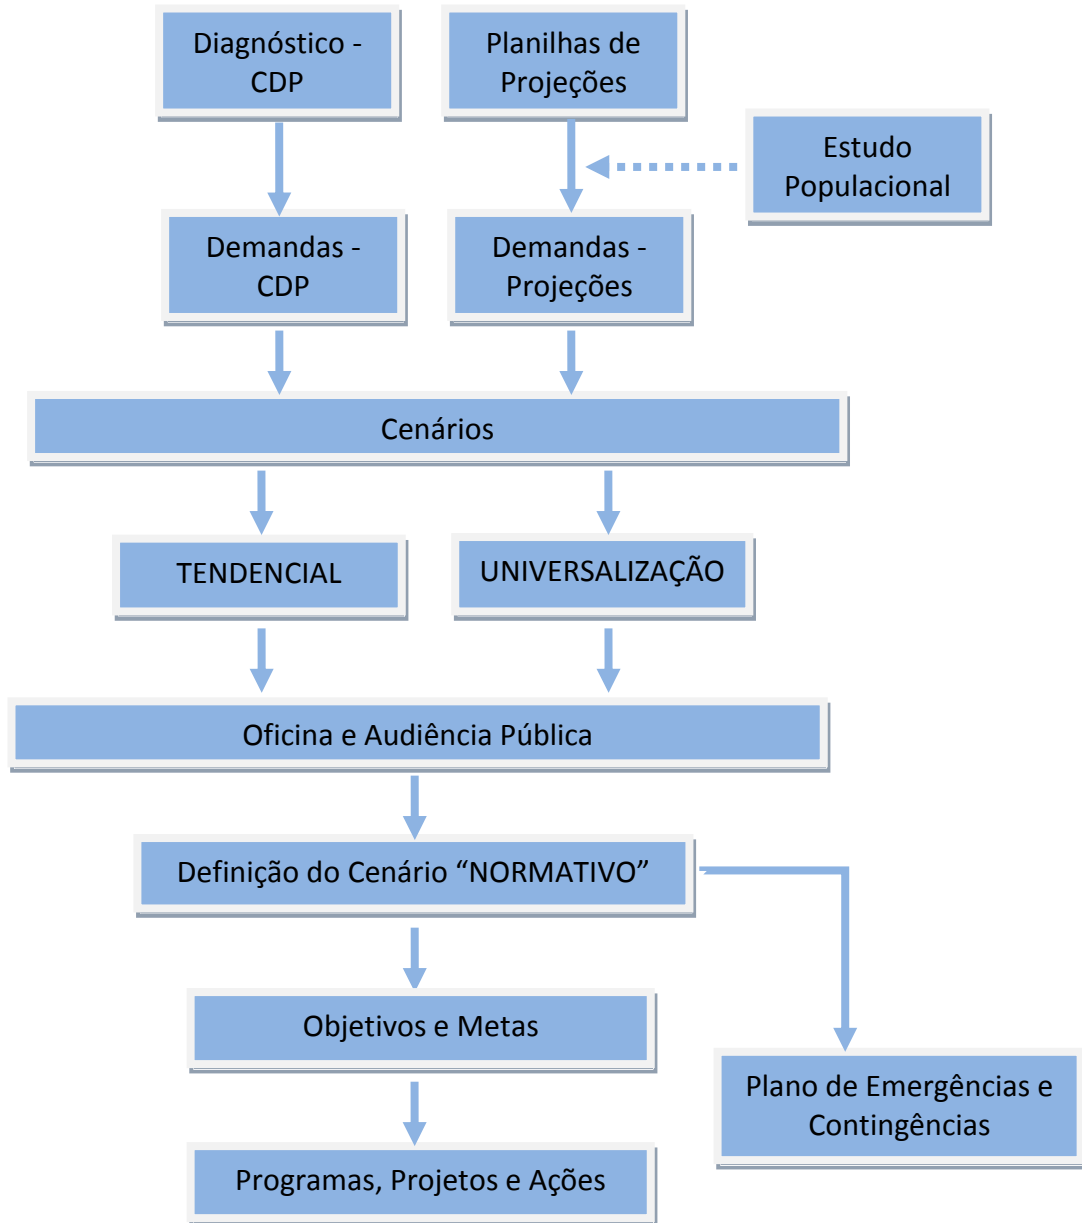 Diagnóstico -
CDP
Planilhas de
Projeções
Estudo
Populacional
Demandas -
CDP
Demandas -
Projeções
Cenários
TENDENCIAL
UNIVERSALIZAÇÃO
Oficina e Audiência Pública
Definição do Cenário “NORMATIVO”
Objetivos e Metas
Plano de Emergências e
Contingências
Programas, Projetos e Ações